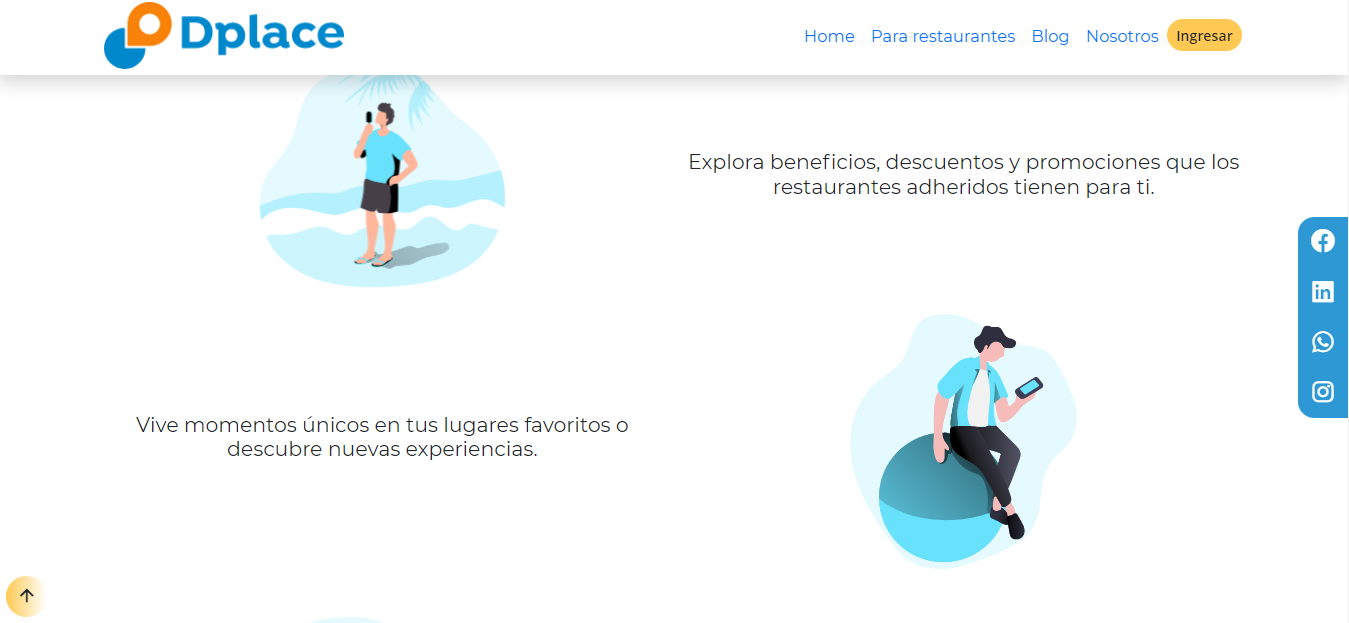 Dplace
Home
Para restaurantes
Blog
Nosotros
Ingresar
Explora beneficios, descuentos y promociones que los
restaurantes adheridos tienen para ti.
Vive momentos únicos en tus lugares favoritos o
descubre nuevas experiencias.